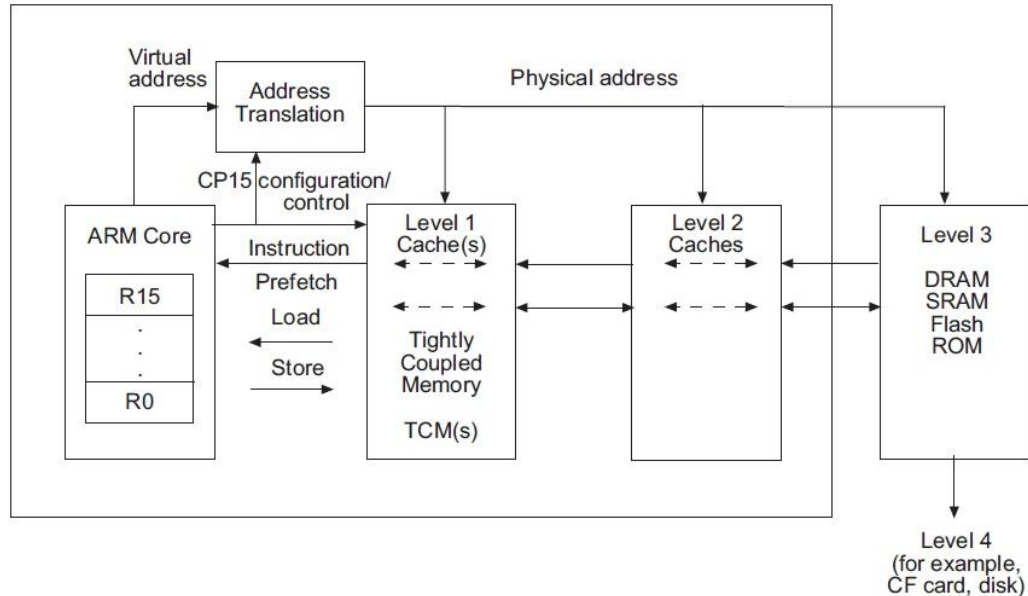 Virtual
address
Address
Translation
Physical address
CP15 configuration/
control
ARM Core
R15
.
.
.
R0
Instruction
Prefetch
Load
Store
Level 1
Cache(s)
Tightly
Coupled
Memory
TCM(s)
Level 2
Caches
Level 3
DRAM
SRAM
Flash
ROM
Level 4
(for example,
CF card, disk)